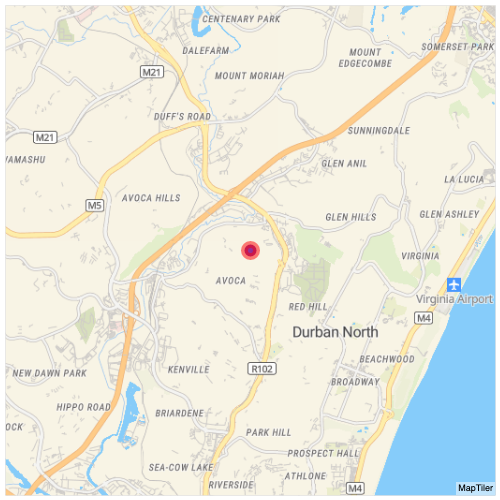 CENTENARY PARK
DALEFARM
SOMERSET PARK
MOUNT
EDGECOMBE
M21
MOUNT MORIAH
DUFF'S ROAD
SUNNINGDALE
M21
GLEN ANIL
WAMASHU
LA LUCIA
AVOCA HILLS
M5
GLEN HILLS
GLEN ASHLEY
VIRGINIA
AVOCA
Virginia Airport
RED HILL
M4
Durban North
BEACHWOOD
KENVILLE
R102
NEW DAWN PARK
BROADWAY
HIPPO ROAD
BRIARDENE
OCK
PARK HILL
PROSPECT HALL
SEA-COW LAKE
ATHLONE
RIVERSIDE
M4
MapTiler